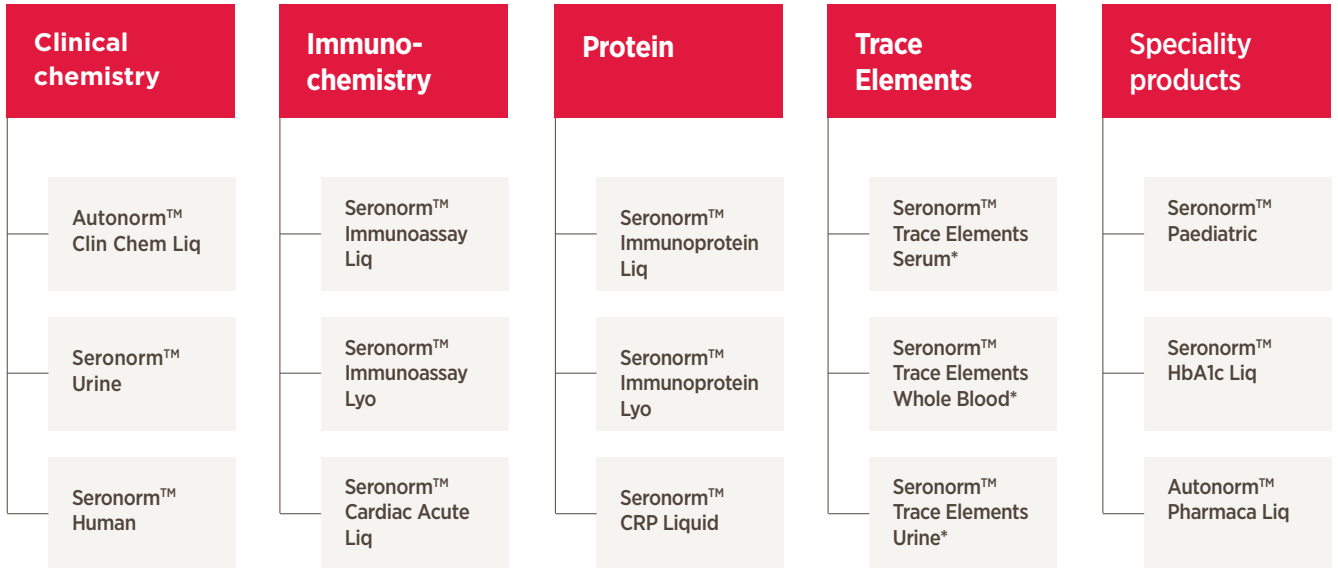 Clinical
chemistry
Autonorm™
Clin Chem Liq
Seronorm™
Urine
Seronorm™
Human
Immuno-
chemistry
Seronorm™
Immunoassay
Liq
Seronorm™
Immunoassay
Lyo
Seronorm™
Cardiac Acute
Liq
Protein
Seronorm™
Immunoprotein
Liq
Seronorm™
Immunoprotein
Lyo
Seronorm™
CRP Liquid
Trace
Elements
Seronorm™
Trace Elements
Serum*
Seronorm™
Trace Elements
Whole Blood*
Seronorm™
Trace Elements
Urine*
Speciality
products
Seronorm™
Paediatric
Seronorm™
HbA1c Liq
Autonorm™
Pharmaca Liq